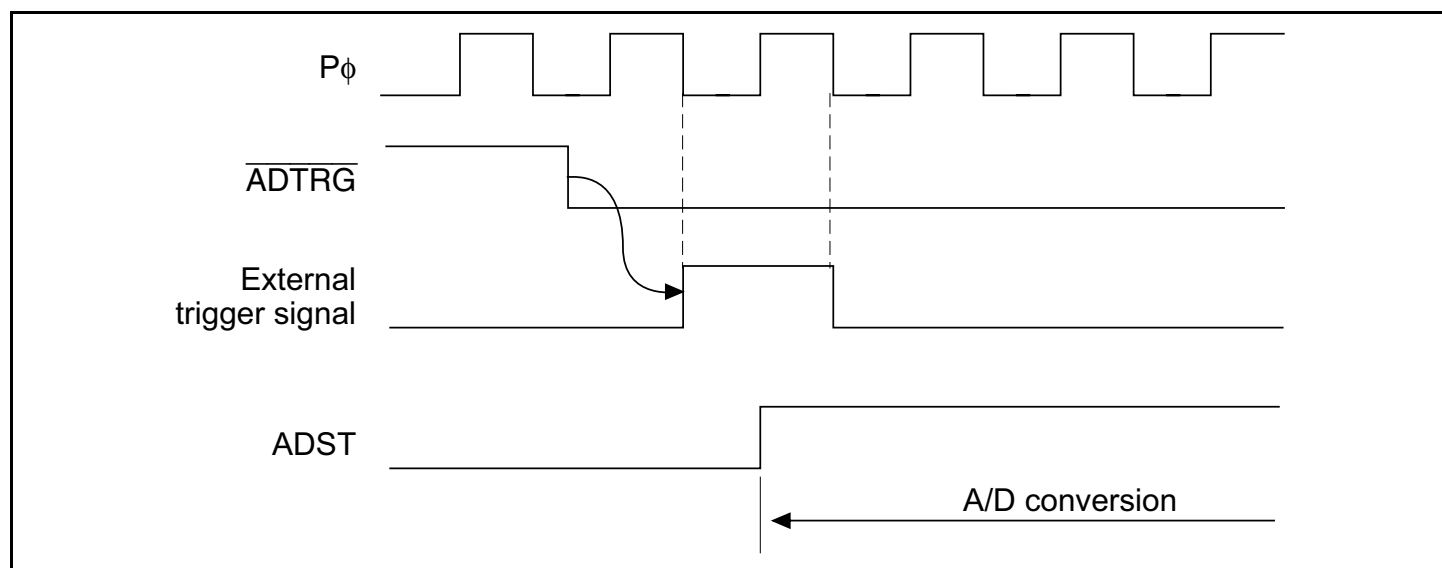 Pϕ
ADTRG
External
trigger signal
ADST
A/D conversion